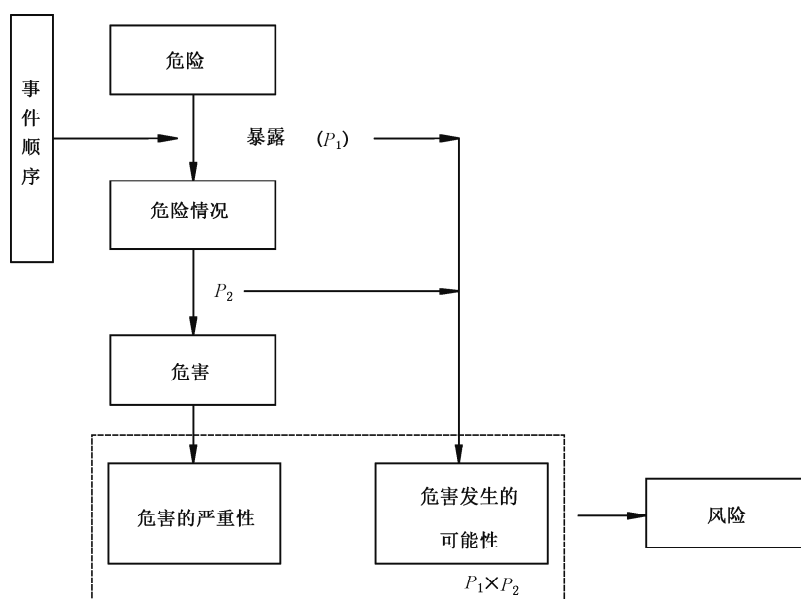 事件顺序
危险
暴露 (P₁)
危险情况
P₂
危害
危害的严重性
危害发生的
可能性
P₁×P₂
风险